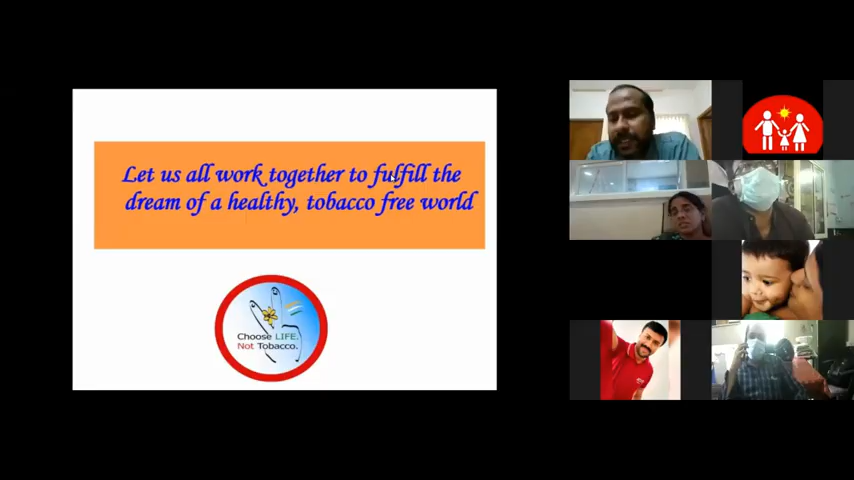 Let us all work together to fulfill the
dream of a healthy, tobacco free world
Choose LIFE.
Not Tobacco.